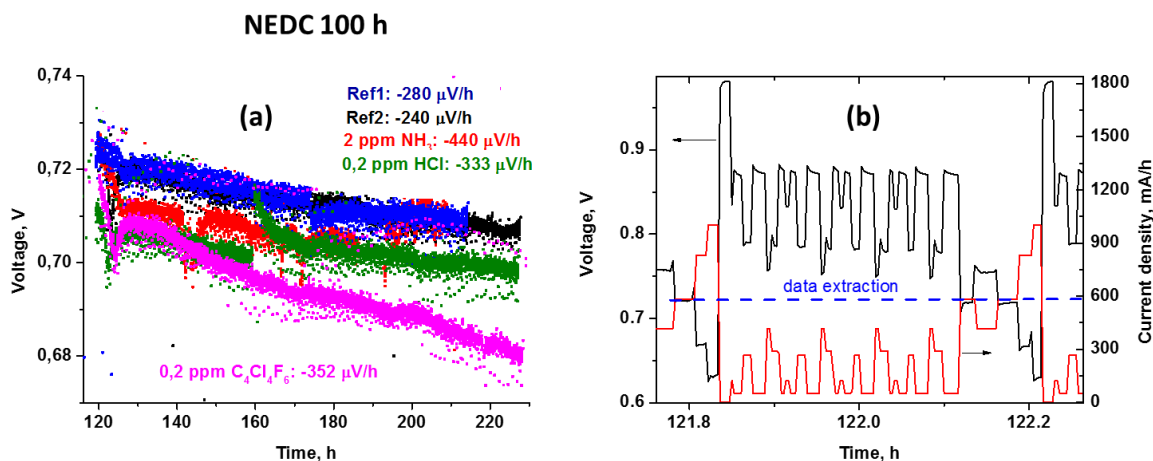 NEDC 100 h
(a)
Ref1: -280 μV/h
Ref2: -240 μV/h
2 ppm NH3: -440 μV/h
0,2 ppm HCl: -333 μV/h
0,2 ppm C4Cl4F6: -352 μV/h
Voltage, V
0,74
0,72
0,70
0,68
120 140 160 180 200 220
Time, h
(b)
data extraction
Voltage, V
0.9
0.8
0.7
0.6
121.8 122.0 122.2
Time, h
1800
1500
1200
900
600
300
0
Current density, mA/h